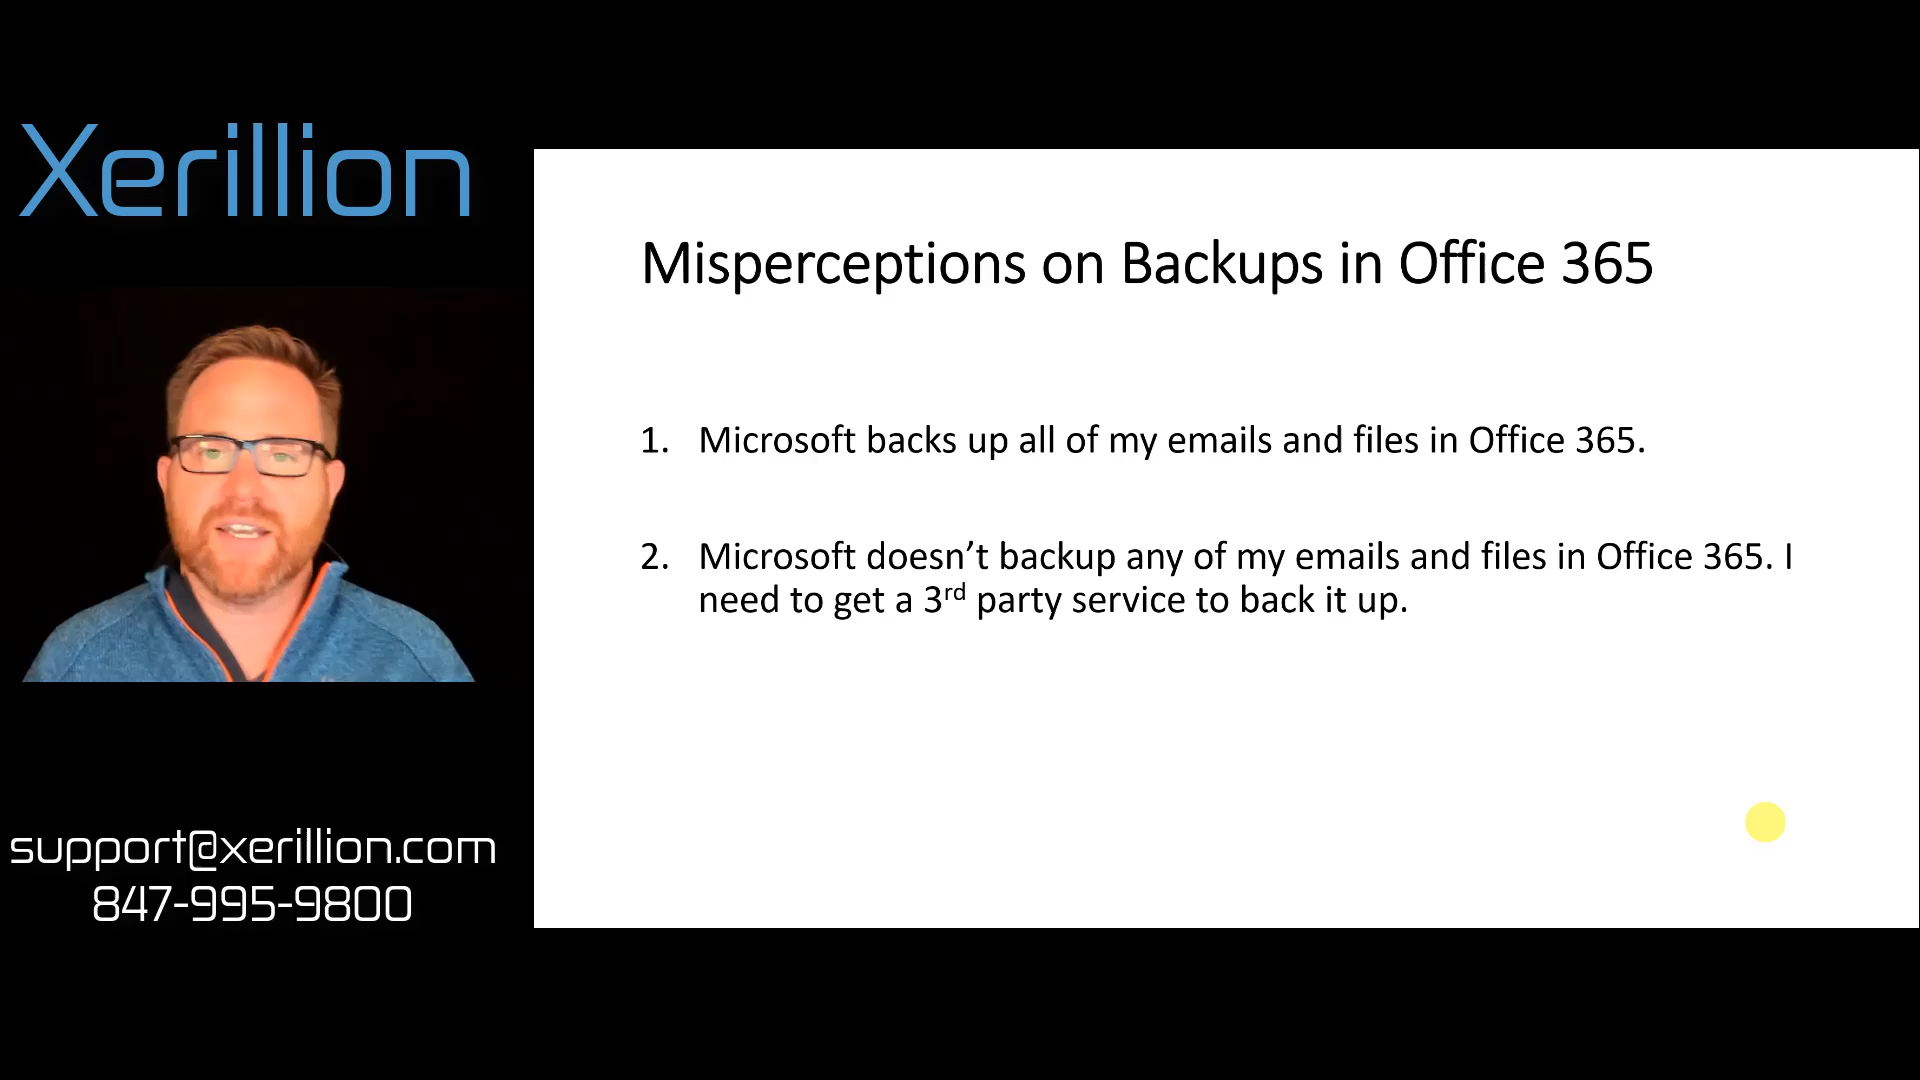 Xerillion
Misperceptions on Backups in Office 365
1. Microsoft backs up all of my emails and files in Office 365.
2. Microsoft doesn’t backup any of my emails and files in Office 365. I
need to get a 3rd party service to back it up.
support@xerillion.com
847-995-9800